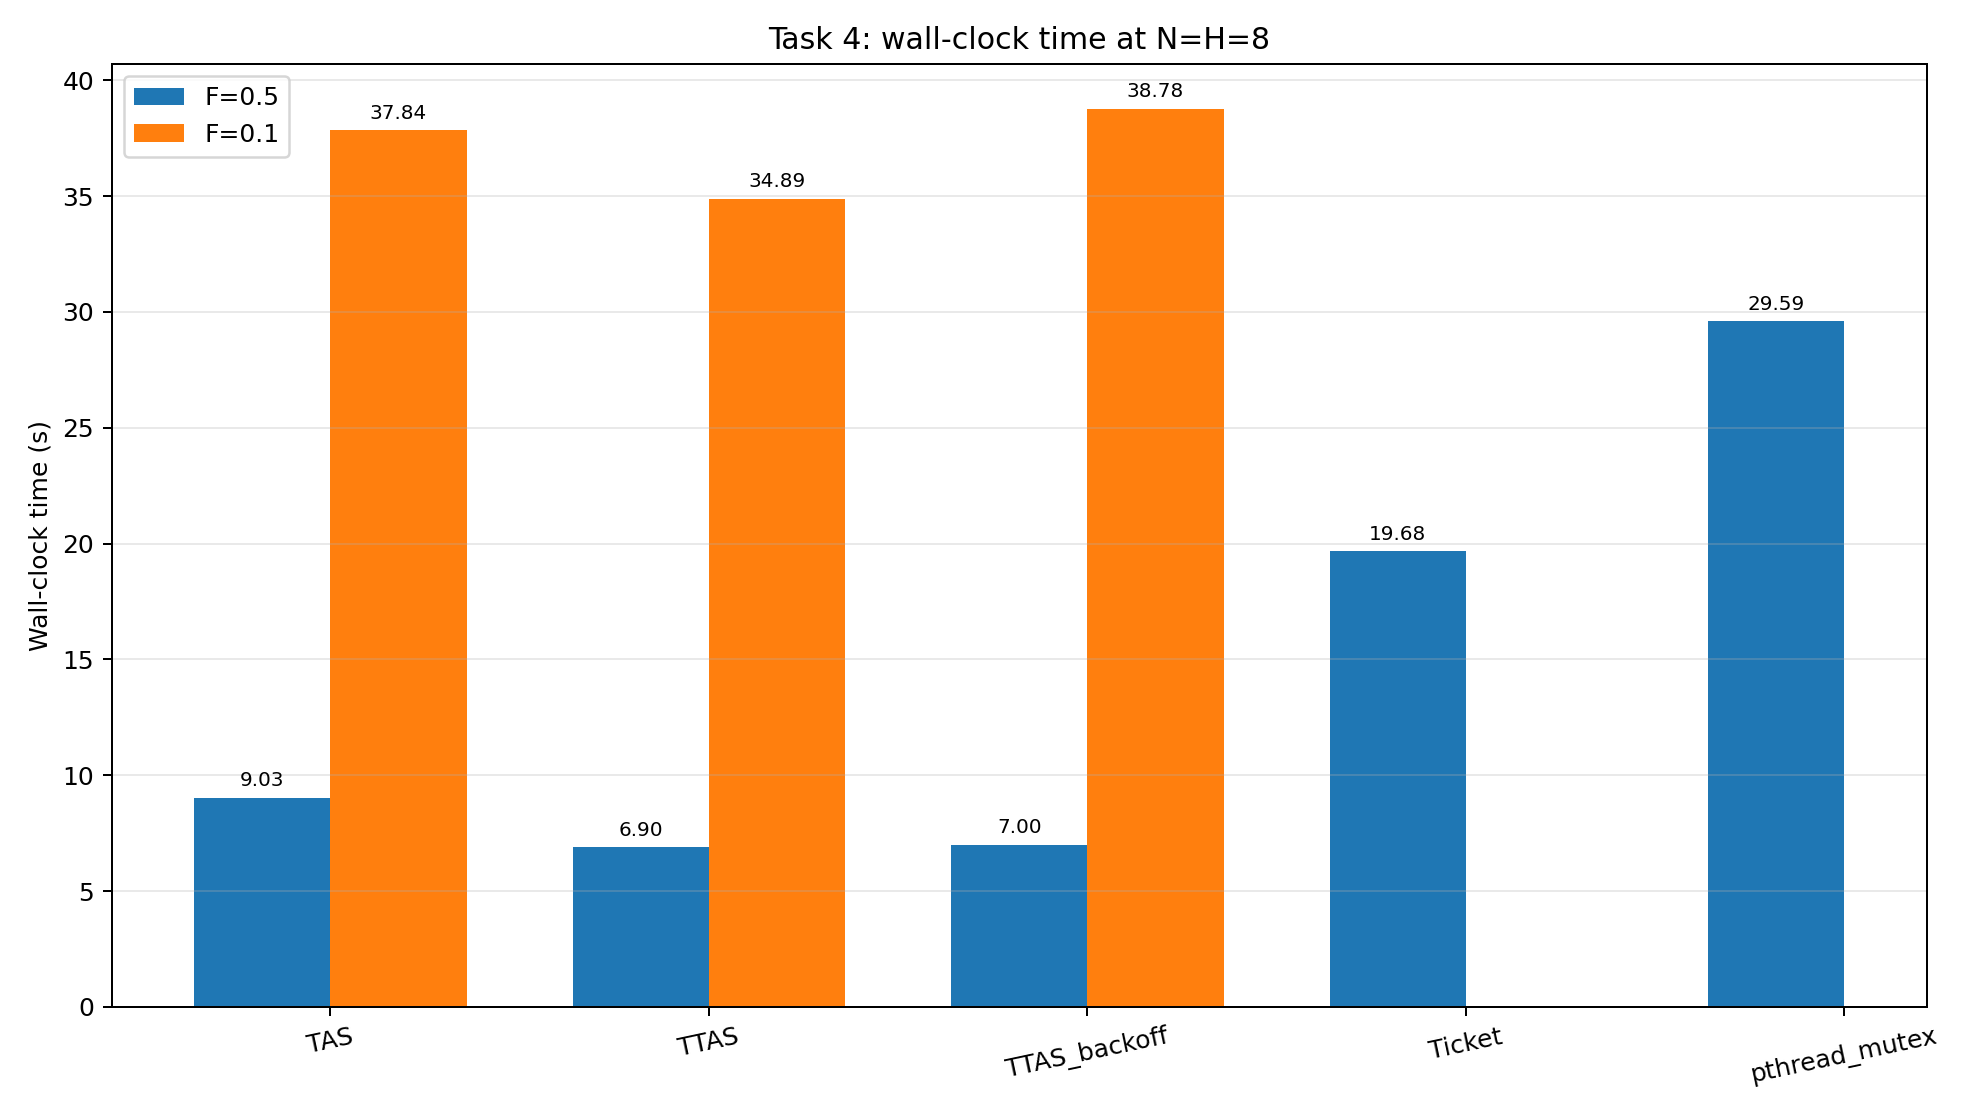 Task 4: wall-clock time at N=H=8
F=0.5
F=0.1
Wall-clock time (s)
40
35
30
25
20
15
10
5
0
9.03
37.84
6.90
34.89
7.00
38.78
19.68
29.59
TAS
TTAS
TTAS_backoff
Ticket
pthread_mutex